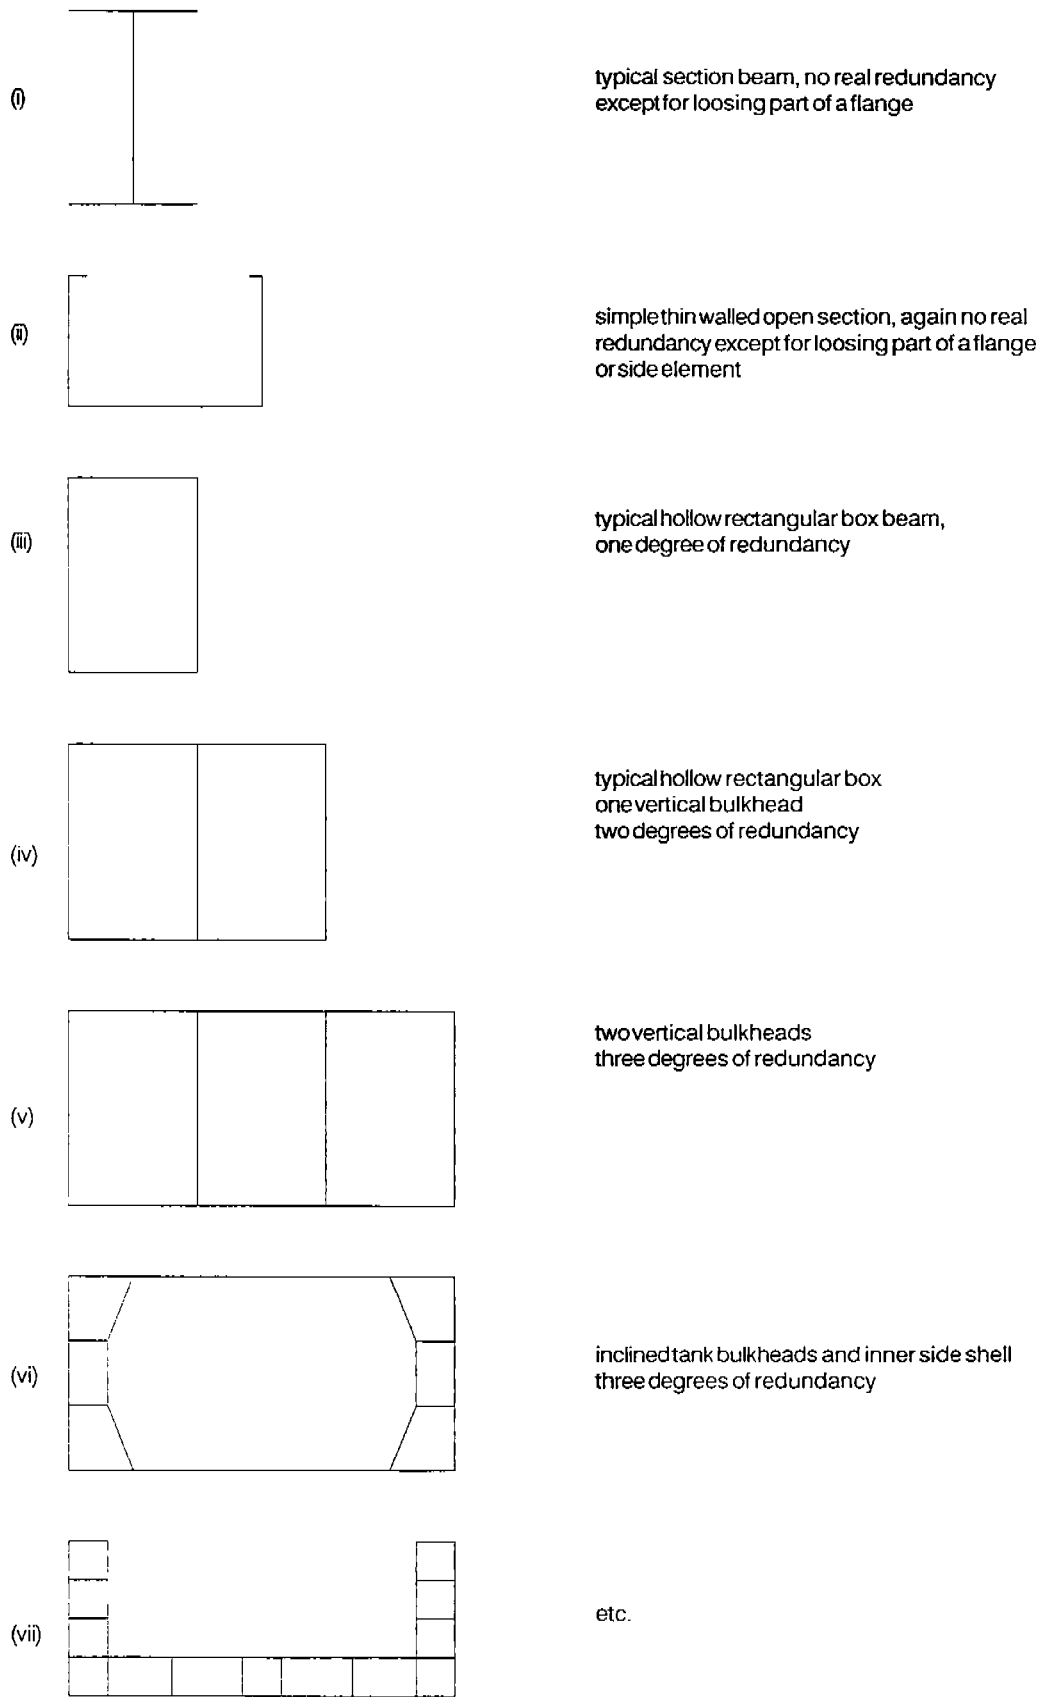 (i)
typical section beam, no real redundancy
except for loosing part of a flange
(ii)
simple thin walled open section, again no real
redundancy except for loosing part of a flange
or side element
(iii)
typical hollow rectangular box beam,
one degree of redundancy
(iv)
typical hollow rectangular box
one vertical bulkhead
two degrees of redundancy
(v)
two vertical bulkheads
three degrees of redundancy
(vi)
inclined tank bulkheads and inner side shell
three degrees of redundancy
(vii)
etc.